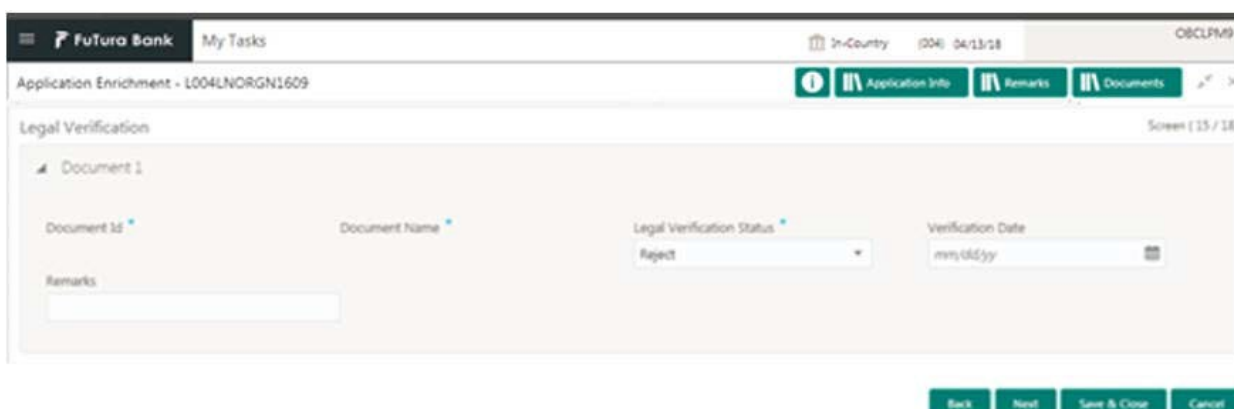 FuTura Bank My Tasks In-Country (004) 04/13/18 OBCLPM9
Application Enrichment - L004LNORGN1609 Application Info Remarks Documents
Legal Verification Screen ( 15 / 18
Document 1
Document Id * Document Name * Legal Verification Status * Verification Date
Reject mm/dd/yy
Remarks
Back Next Save & Close Cancel